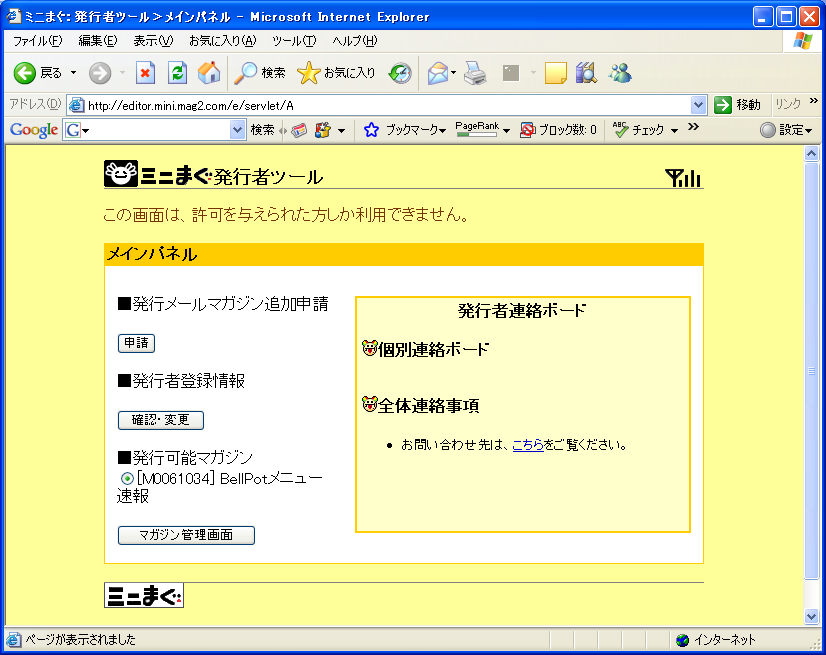 ミニまぐ: 発行者ツール＞メインパネル - Microsoft Internet Explorer
ファイル(F) 編集(E) 表示(V) お気に入り(A) ツール(T) ヘルプ(H)
戻る 検索 お気に入り
アドレス(D) http://editor.mini.mag2.com/e/servlet/A 移動 リンク »
Google G 検索 ブックマーク PageRank ブロック数: 0 ABC チェック » 設定
ミニまぐ発行者ツール
この画面は、許可を与えられた方しか利用できません。
メインパネル
■発行メールマガジン追加申請
申請
■発行者登録情報
確認・変更
■発行可能マガジン
[M0061034] BellPotメニュー
速報
マガジン管理画面
発行者連絡ボード
個別連絡ボード
全体連絡事項
• お問い合わせ先は、こちらをご覧ください。
ミニまぐ
ページが表示されました インターネット